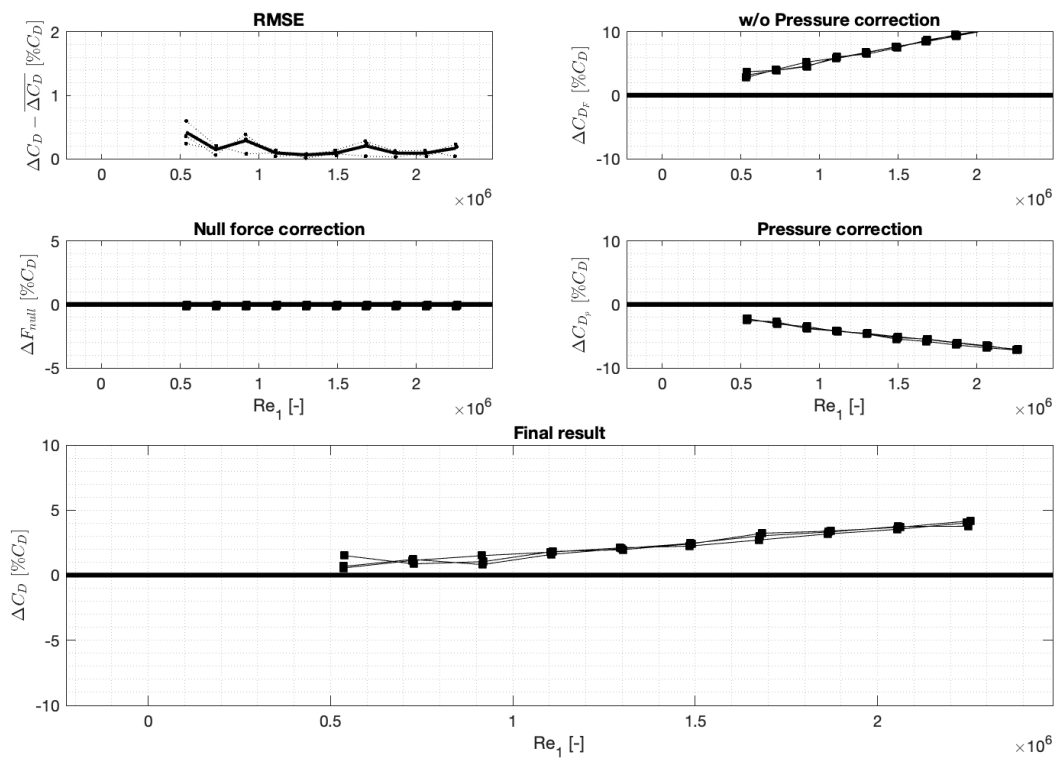 RMSE
2
1
0
ΔC_D − \overline{ΔC_D} [%C_D]
0 0.5 1 1.5 2
×10^6
w/o Pressure correction
10
0
-10
ΔC_{D_F} [%C_D]
0 0.5 1 1.5 2
×10^6
Null force correction
5
0
-5
ΔF_{null} [%C_D]
0 0.5 1 1.5 2
×10^6
Re_1 [-]
Pressure correction
10
0
-10
ΔC_{D_p} [%C_D]
0 0.5 1 1.5 2
×10^6
Re_1 [-]
Final result
10
5
0
-5
-10
ΔC_D [%C_D]
0 0.5 1 1.5 2
×10^6
Re_1 [-]